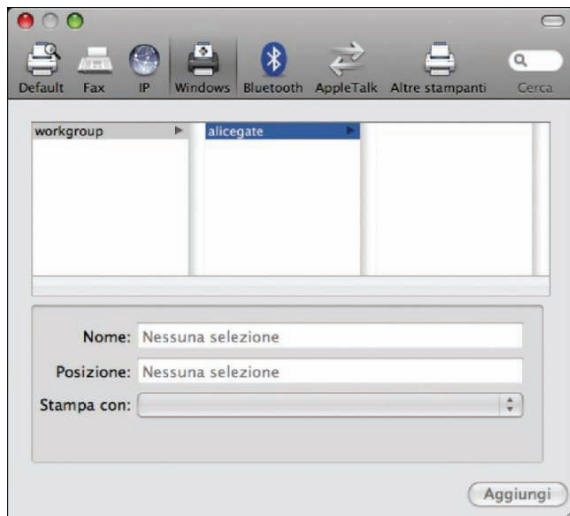 Default Fax IP Windows Bluetooth AppleTalk Altre stampanti Cerca
workgroup alicegate
Nome: Nessuna selezione
Posizione: Nessuna selezione
Stampa con:
Aggiungi